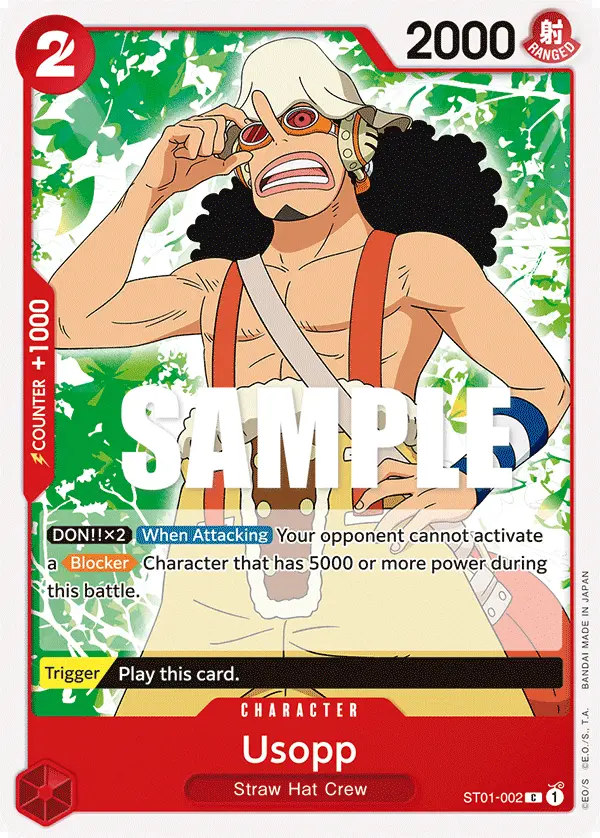 2
2000
射
RANGED
COUNTER +1000
SAMPLE
DON!!×2 When Attacking Your opponent cannot activate
a Blocker Character that has 5000 or more power during
this battle.
Trigger Play this card.
CHARACTER
Usopp
Straw Hat Crew
ST01-002 C 1
©E.O/S ©E.O./S., T.A. BANDAI MADE IN JAPAN